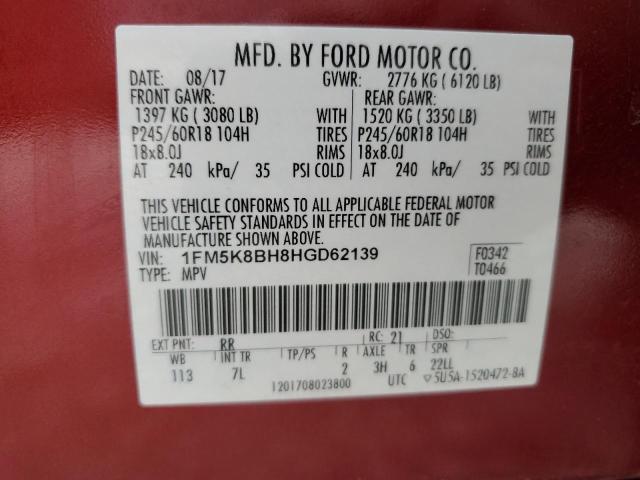 MFD. BY FORD MOTOR CO.
DATE: 08/17 GVWR: 2776 KG ( 6120 LB)
FRONT GAWR: REAR GAWR:
1397 KG ( 3080 LB) WITH 1520 KG ( 3350 LB) WITH
P245/60R18 104H TIRES P245/60R18 104H TIRES
18x8.0J RIMS 18x8.0J RIMS
AT 240 kPa/ 35 PSI COLD AT 240 kPa/ 35 PSI COLD
THIS VEHICLE CONFORMS TO ALL APPLICABLE FEDERAL MOTOR
VEHICLE SAFETY STANDARDS IN EFFECT ON THE DATE OF
MANUFACTURE SHOWN ABOVE.
VIN: 1FM5K8BH8HGD62139 F0342
TYPE: MPV T0466
EXT PNT: RR RC: 21 DSO:
WB INT TR TP/PS R AXLE TR SPR
113 7L 2 3H 6 22LL
1201708023800 UTC ▽5U5A-1520472-BA